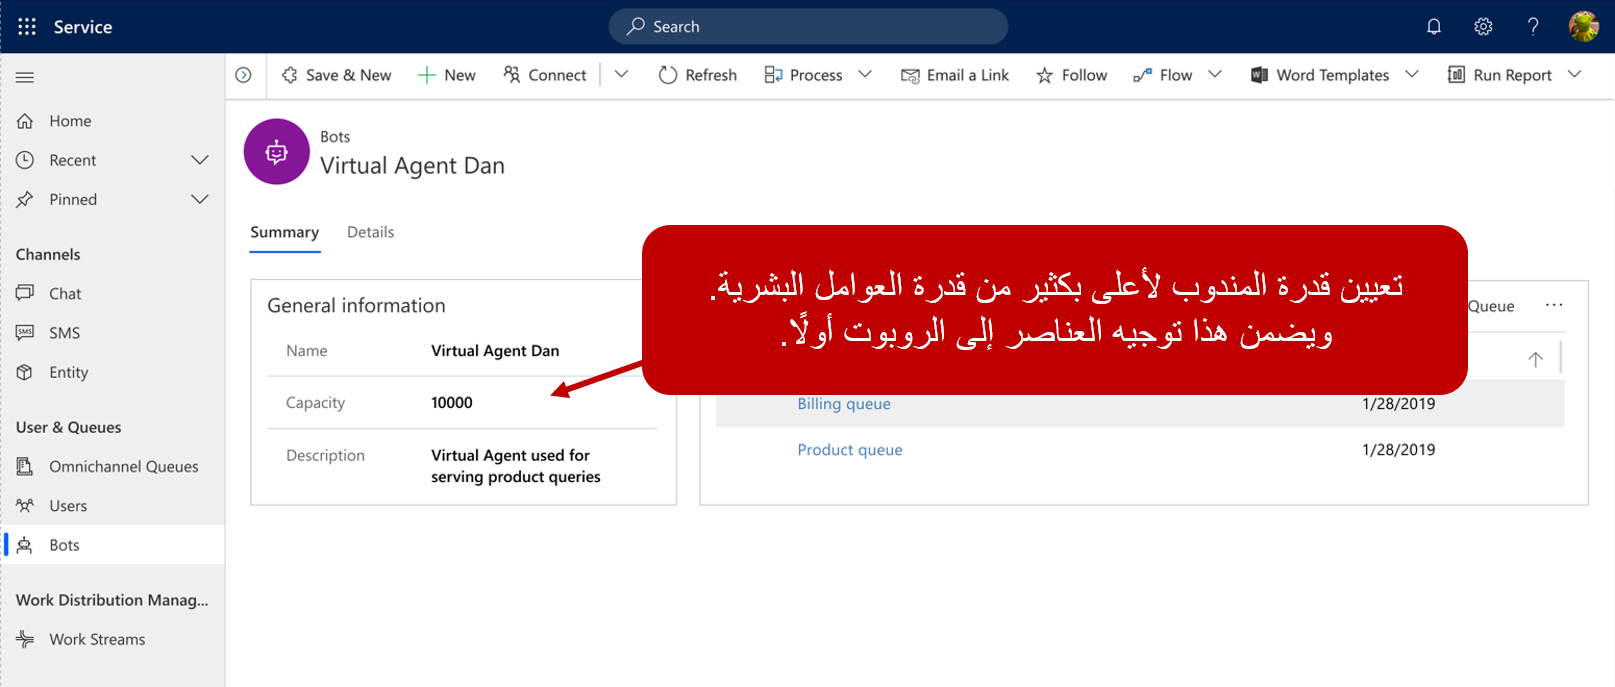 Service
Search
Save & New
New
Connect
Refresh
Process
Email a Link
Follow
Flow
Word Templates
Run Report
Home
Recent
Pinned
Channels
Chat
SMS
Entity
User & Queues
Omnichannel Queues
Users
Bots
Work Distribution Manag...
Work Streams
Bots
Virtual Agent Dan
Summary
Details
General information
Name
Virtual Agent Dan
Capacity
10000
Description
Virtual Agent used for
serving product queries
تعيين قدرة المندوب لأعلى بكثير من قدرة العوامل البشرية.
ويضمن هذا توجيه العناصر إلى الروبوت أولًا.
Queue
...
Billing queue
1/28/2019
Product queue
1/28/2019